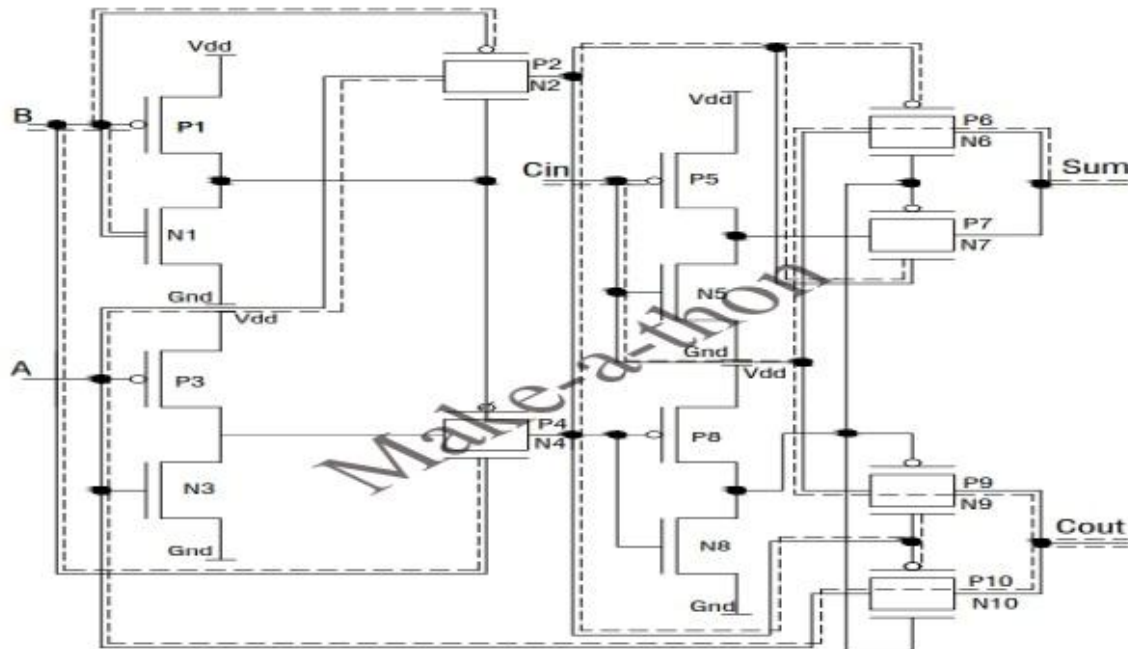 Vdd
P2
N2
B
P1
Vdd
P6
N6
Cin
P5
Sum
N1
P7
N7
Gnd
Vdd
N5
A
P3
Gnd
Vdd
P4
N4
P8
N3
P9
N9
Cout
Gnd
N8
P10
N10
Gnd
Make-a-thon